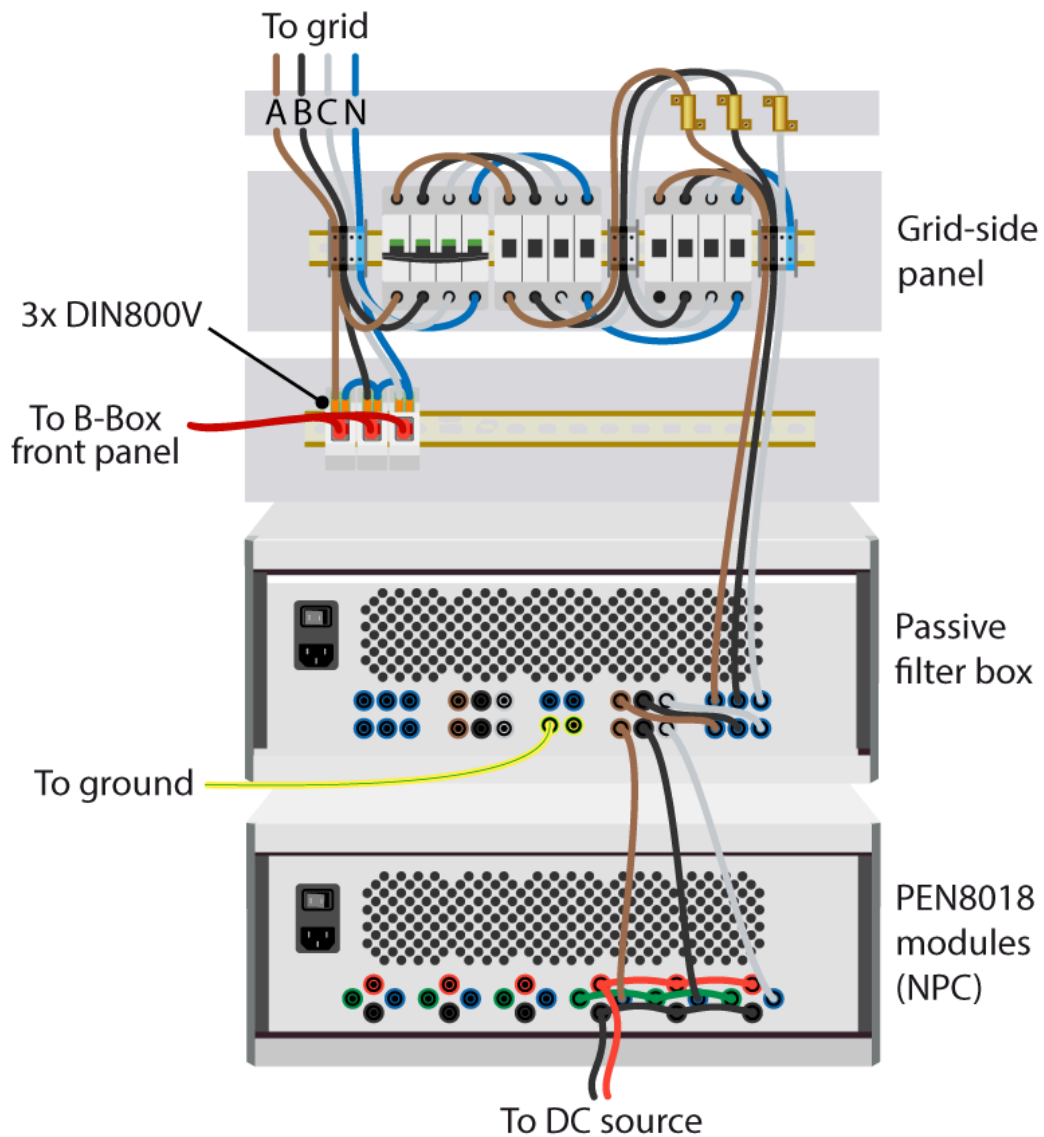 To grid
A B C N
Grid-side
panel
3x DIN800V
To B-Box
front panel
Passive
filter box
To ground
PEN8018
modules
(NPC)
To DC source